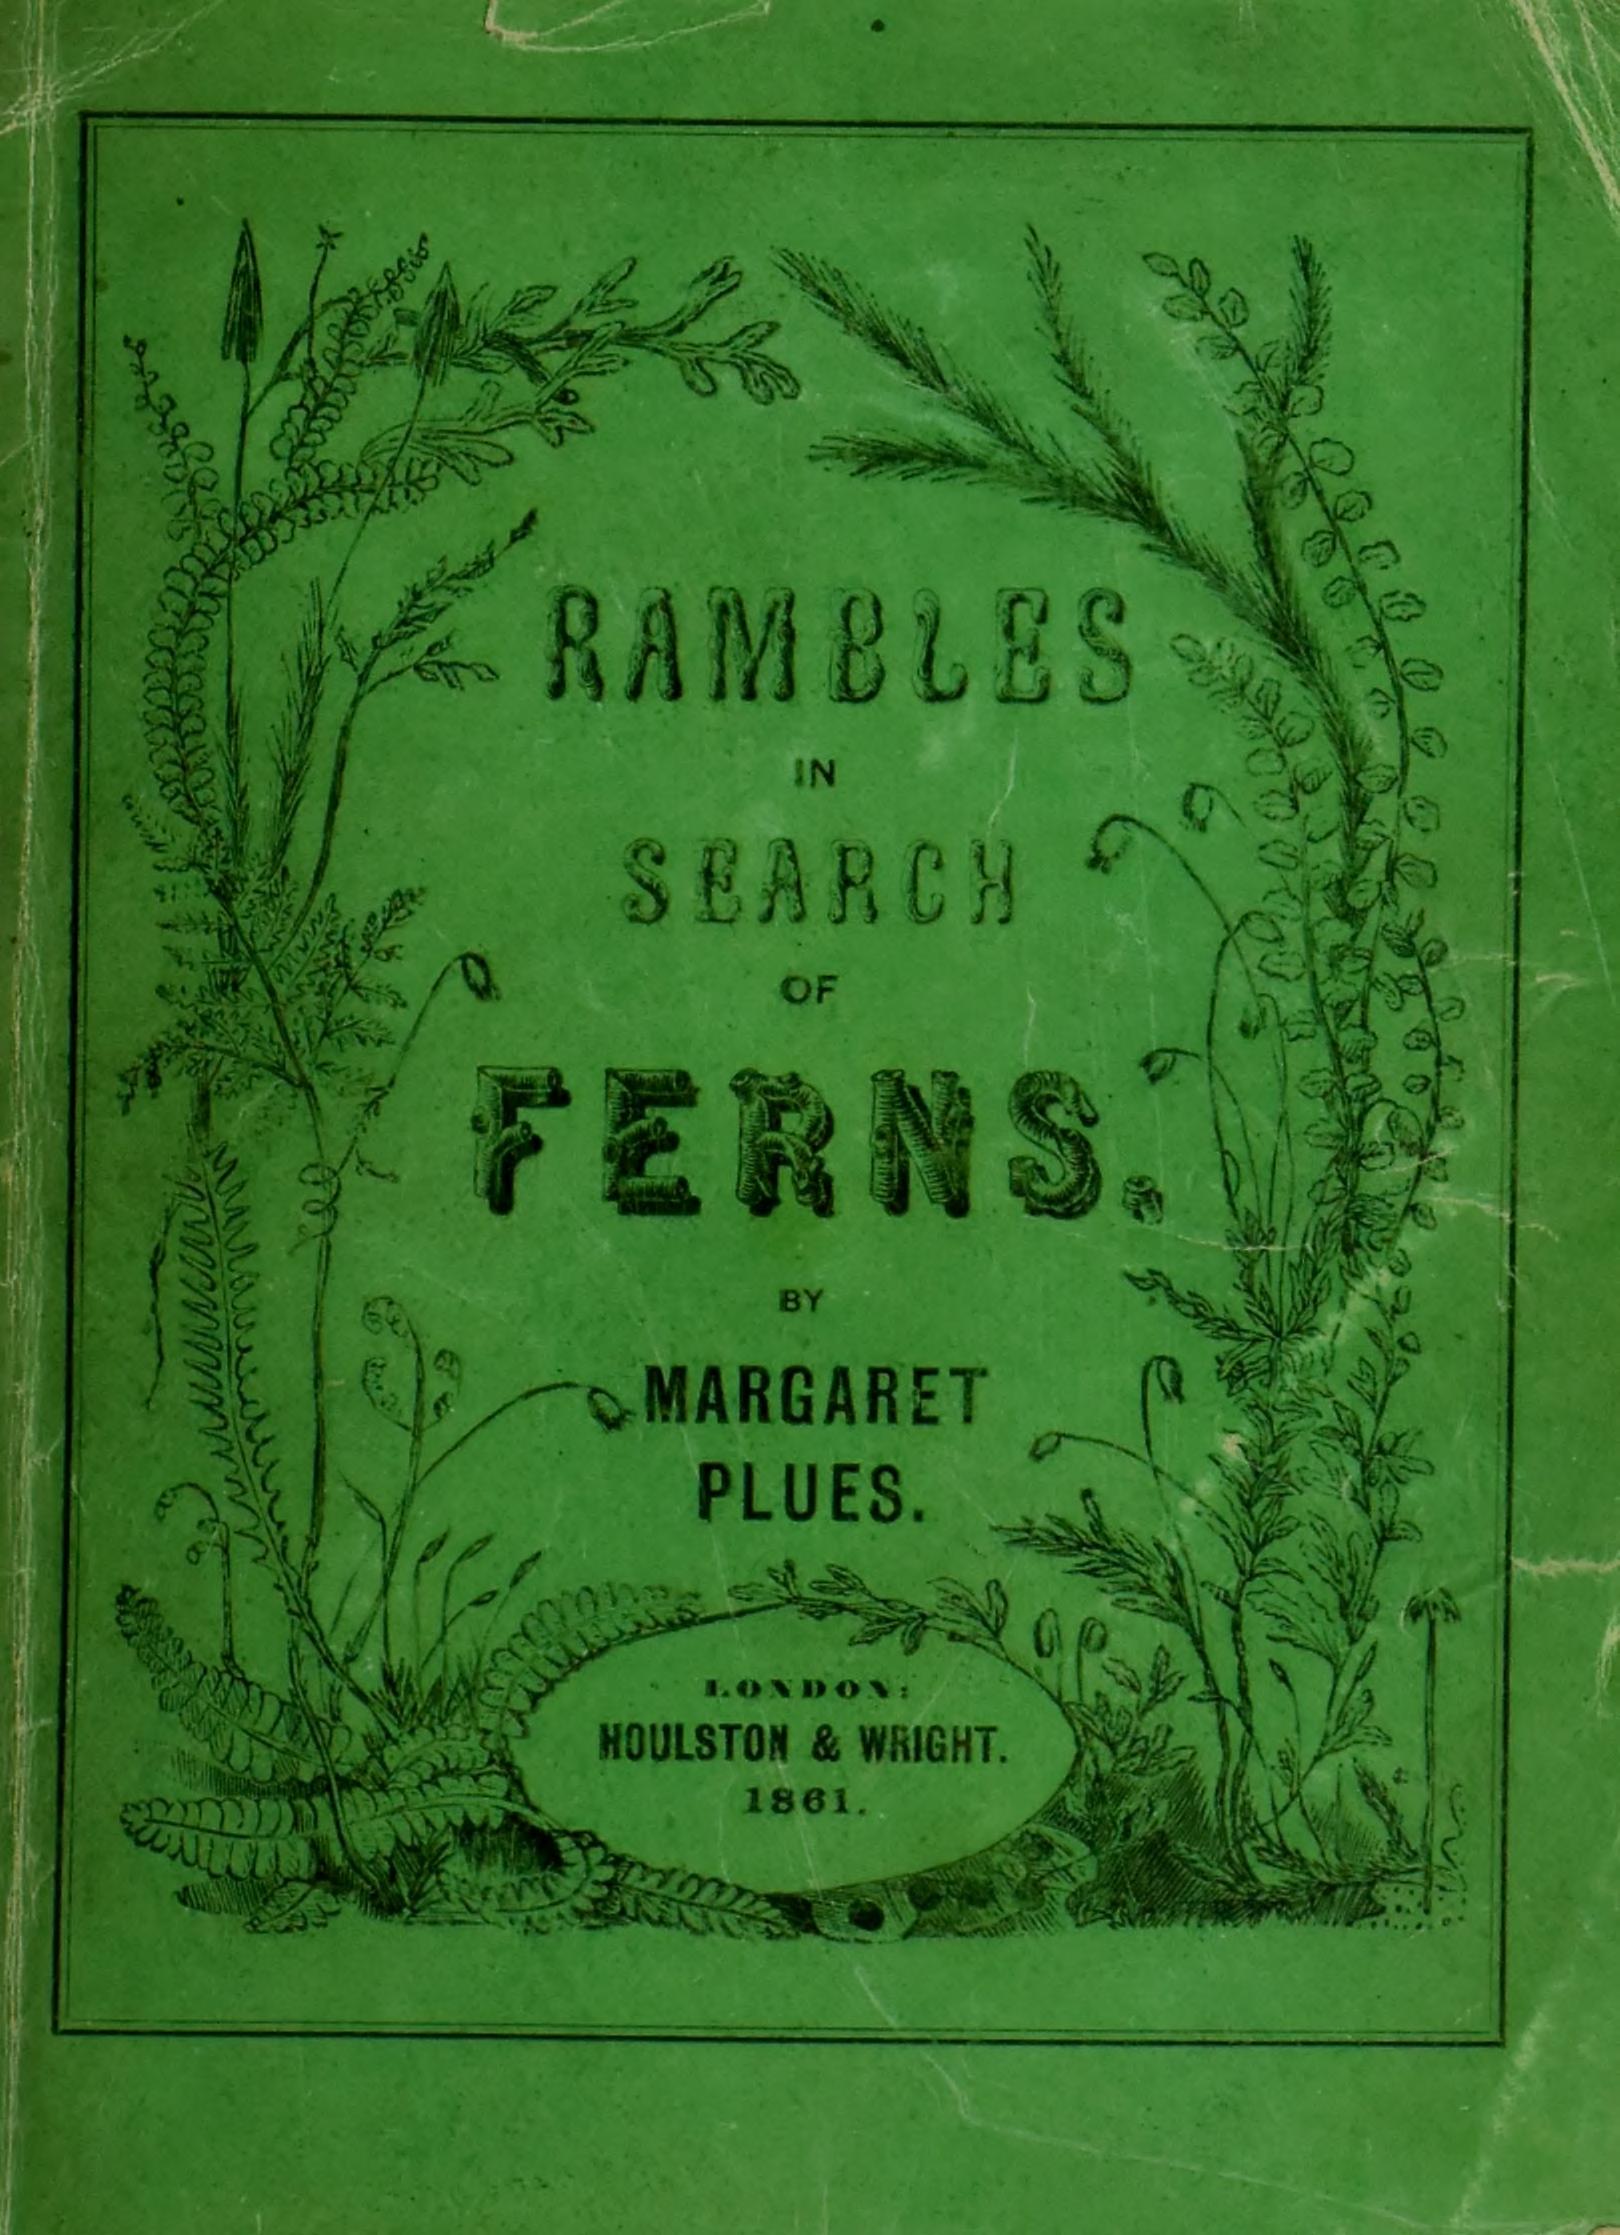 RAMBLES
IN
SEARCH
OF
FERNS.
BY
MARGARET
PLUES.
LONDON:
HOULSTON & WRIGHT.
1861.